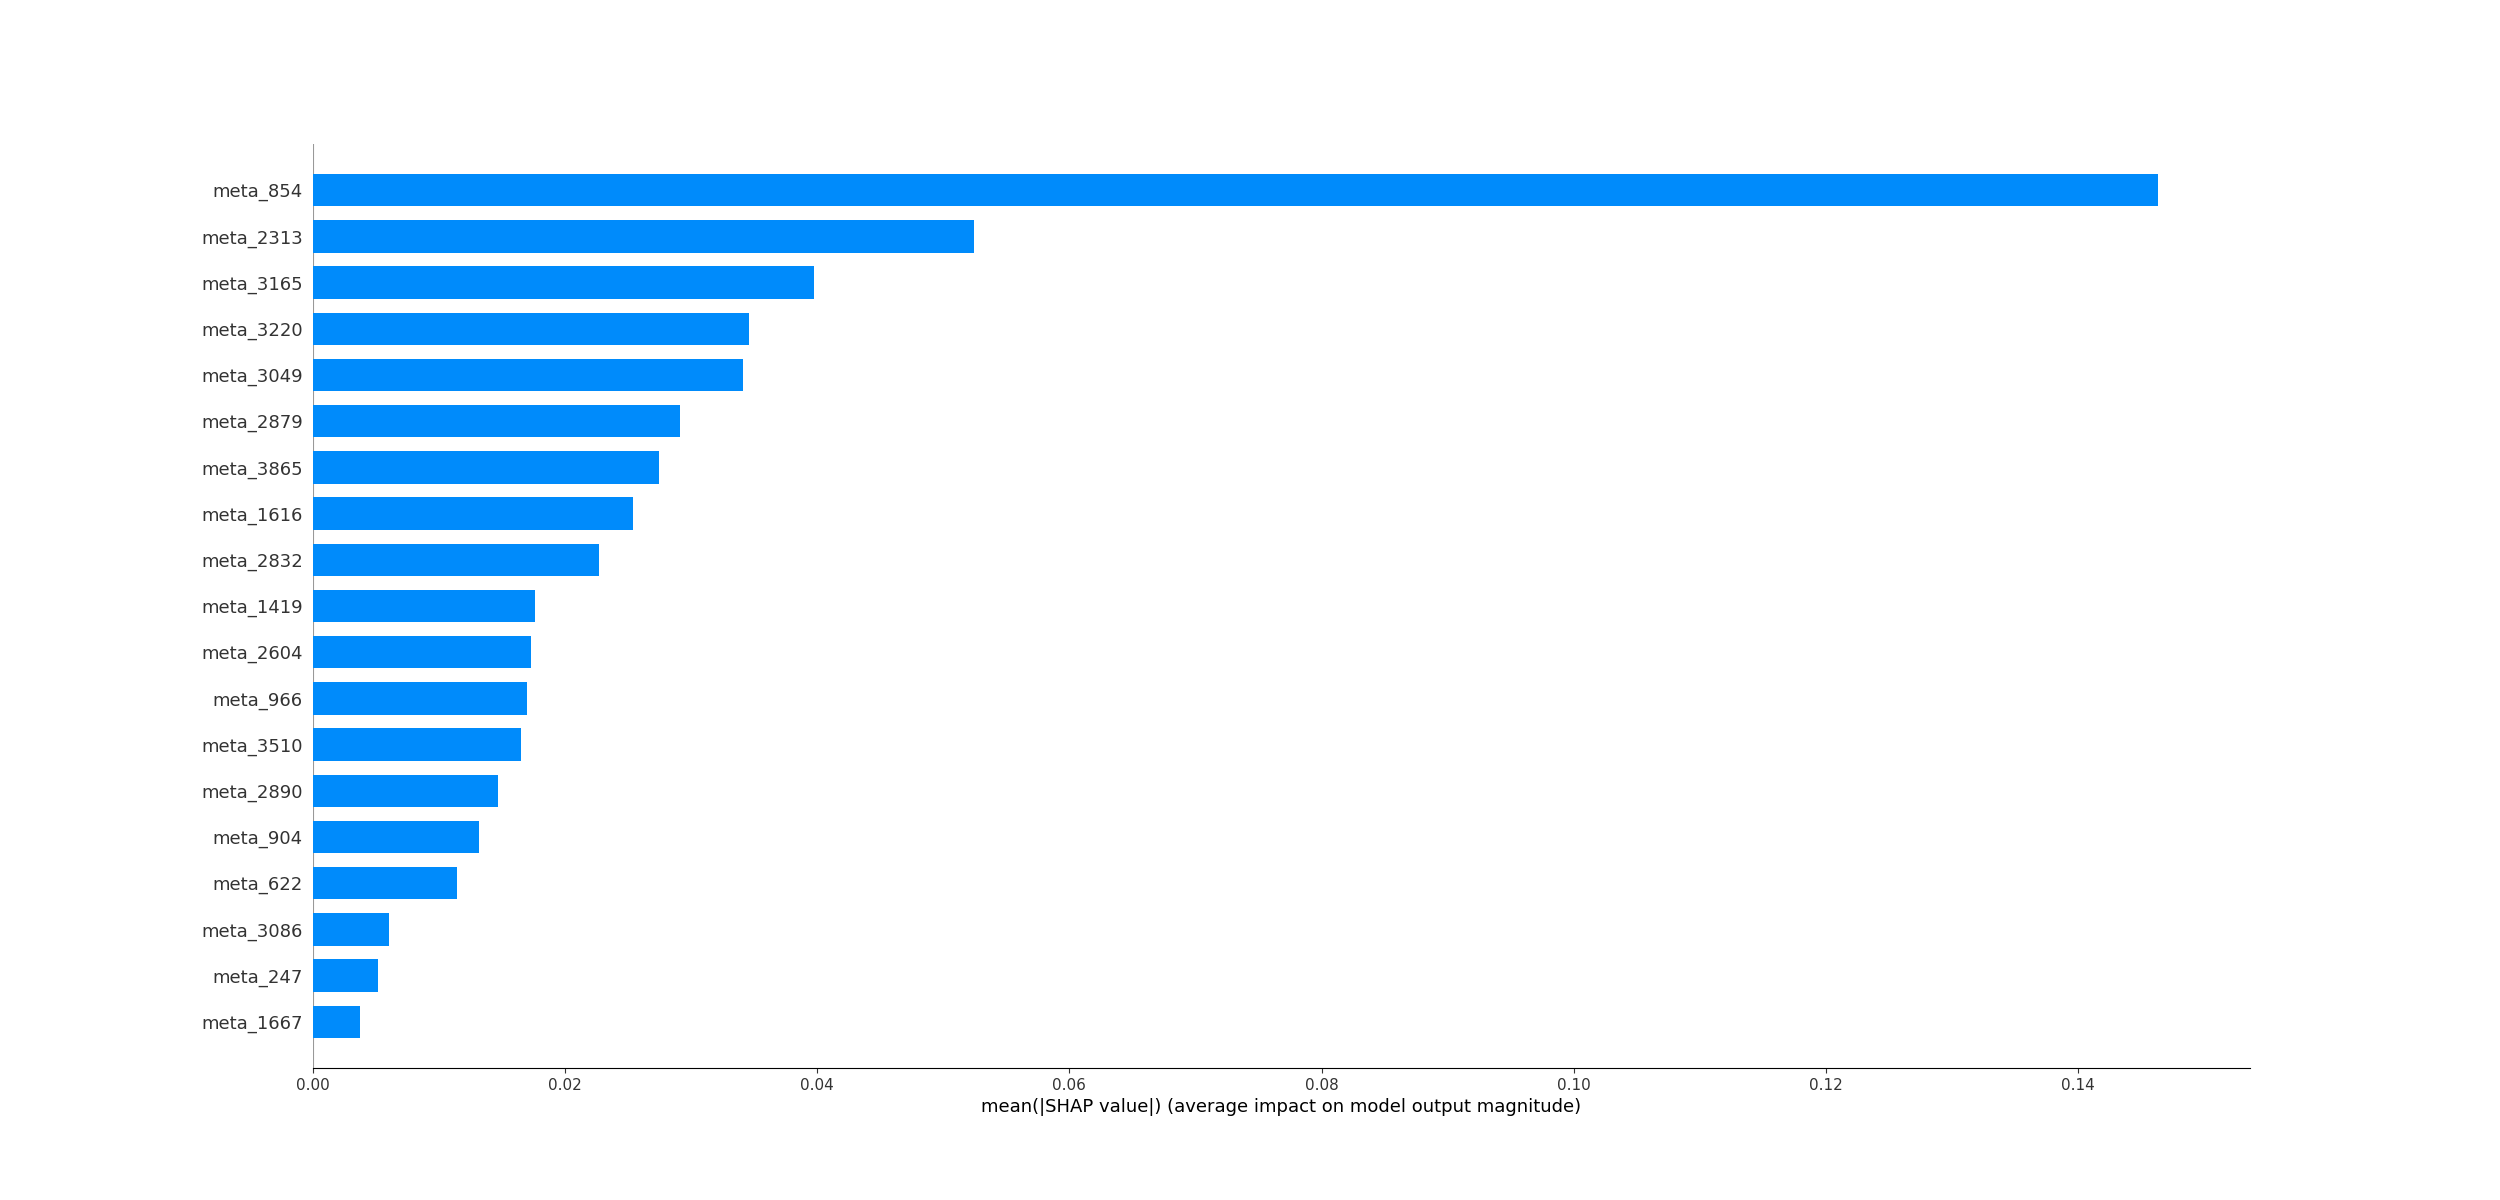 meta_854
meta_2313
meta_3165
meta_3220
meta_3049
meta_2879
meta_3865
meta_1616
meta_2832
meta_1419
meta_2604
meta_966
meta_3510
meta_2890
meta_904
meta_622
meta_3086
meta_247
meta_1667
0.00 0.02 0.04 0.06 0.08 0.10 0.12 0.14
mean(|SHAP value|) (average impact on model output magnitude)